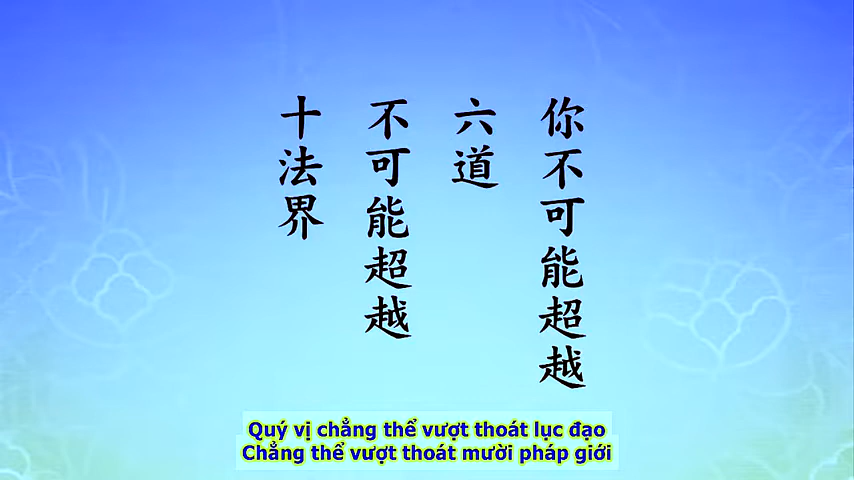 你不可能超越
六道
不可能超越
十法界
Quý vị chẳng thể vượt thoát lục đạo
Chẳng thể vượt thoát mười pháp giới